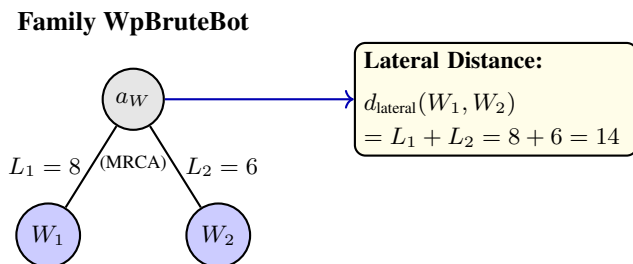 Family WpBruteBot
a_W
(MRCA)
L_1 = 8
L_2 = 6
W_1
W_2
Lateral Distance:
d_lateral(W_1, W_2)
= L_1 + L_2 = 8 + 6 = 14